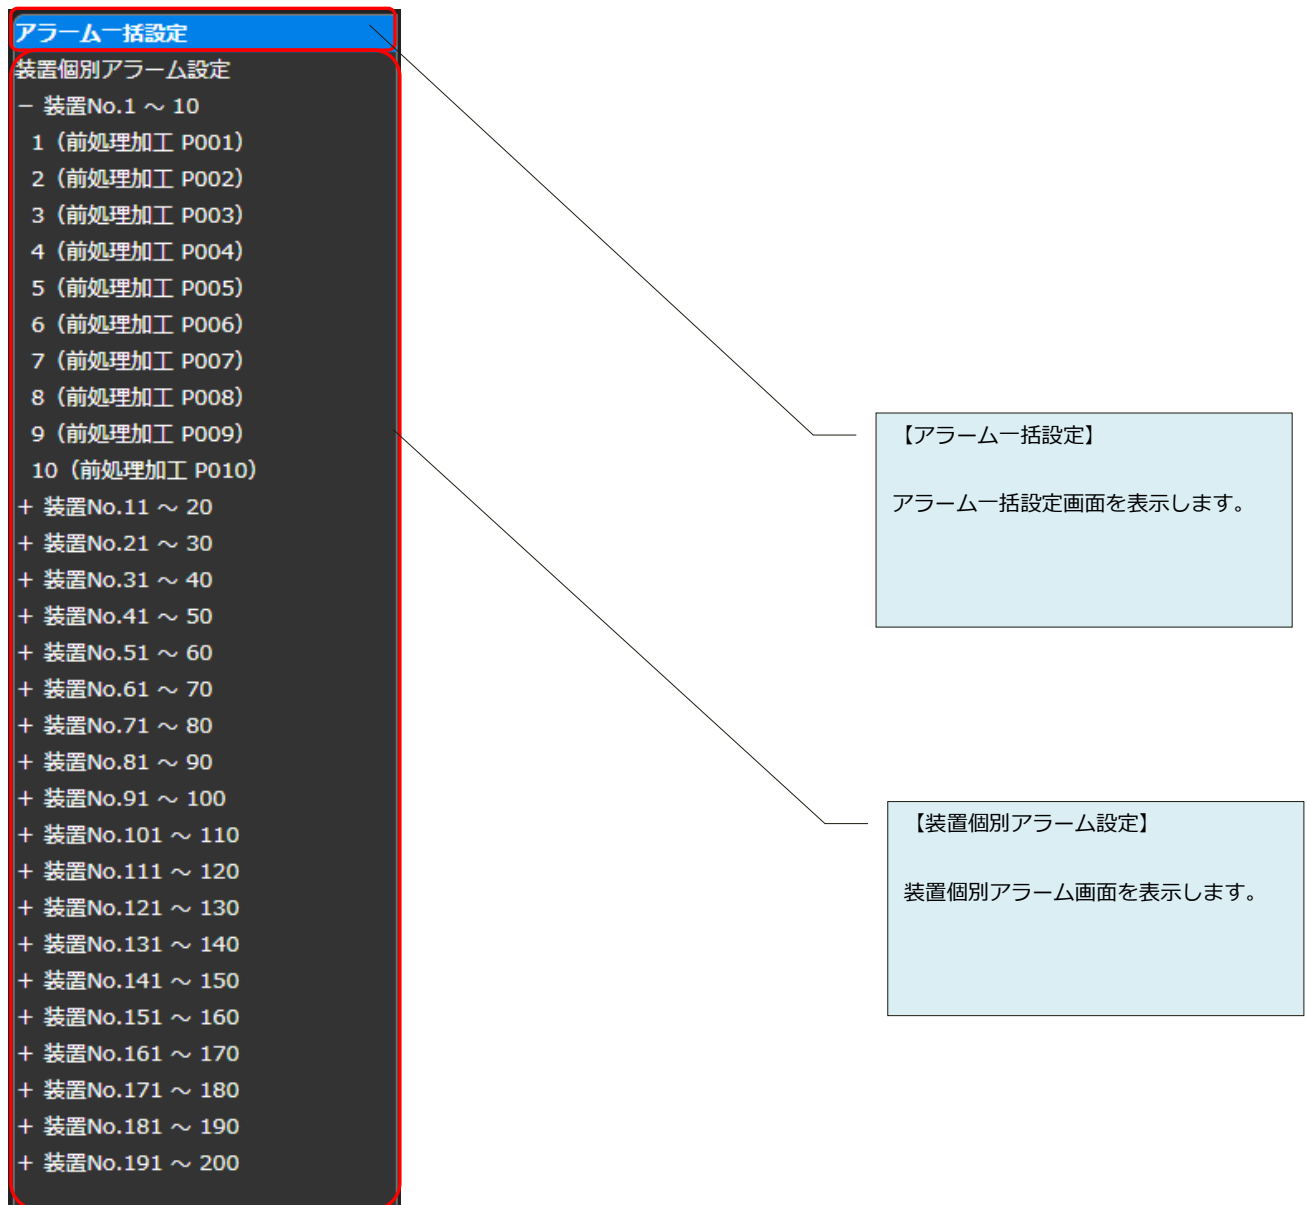 アラーム一括設定
装置個別アラーム設定
－ 装置No.1 ～ 10
1（前処理加工 P001）
2（前処理加工 P002）
3（前処理加工 P003）
4（前処理加工 P004）
5（前処理加工 P005）
6（前処理加工 P006）
7（前処理加工 P007）
8（前処理加工 P008）
9（前処理加工 P009）
10（前処理加工 P010）
＋ 装置No.11 ～ 20
＋ 装置No.21 ～ 30
＋ 装置No.31 ～ 40
＋ 装置No.41 ～ 50
＋ 装置No.51 ～ 60
＋ 装置No.61 ～ 70
＋ 装置No.71 ～ 80
＋ 装置No.81 ～ 90
＋ 装置No.91 ～ 100
＋ 装置No.101 ～ 110
＋ 装置No.111 ～ 120
＋ 装置No.121 ～ 130
＋ 装置No.131 ～ 140
＋ 装置No.141 ～ 150
＋ 装置No.151 ～ 160
＋ 装置No.161 ～ 170
＋ 装置No.171 ～ 180
＋ 装置No.181 ～ 190
＋ 装置No.191 ～ 200
【アラーム一括設定】
アラーム一括設定画面を表示します。
【装置個別アラーム設定】
装置個別アラーム画面を表示します。